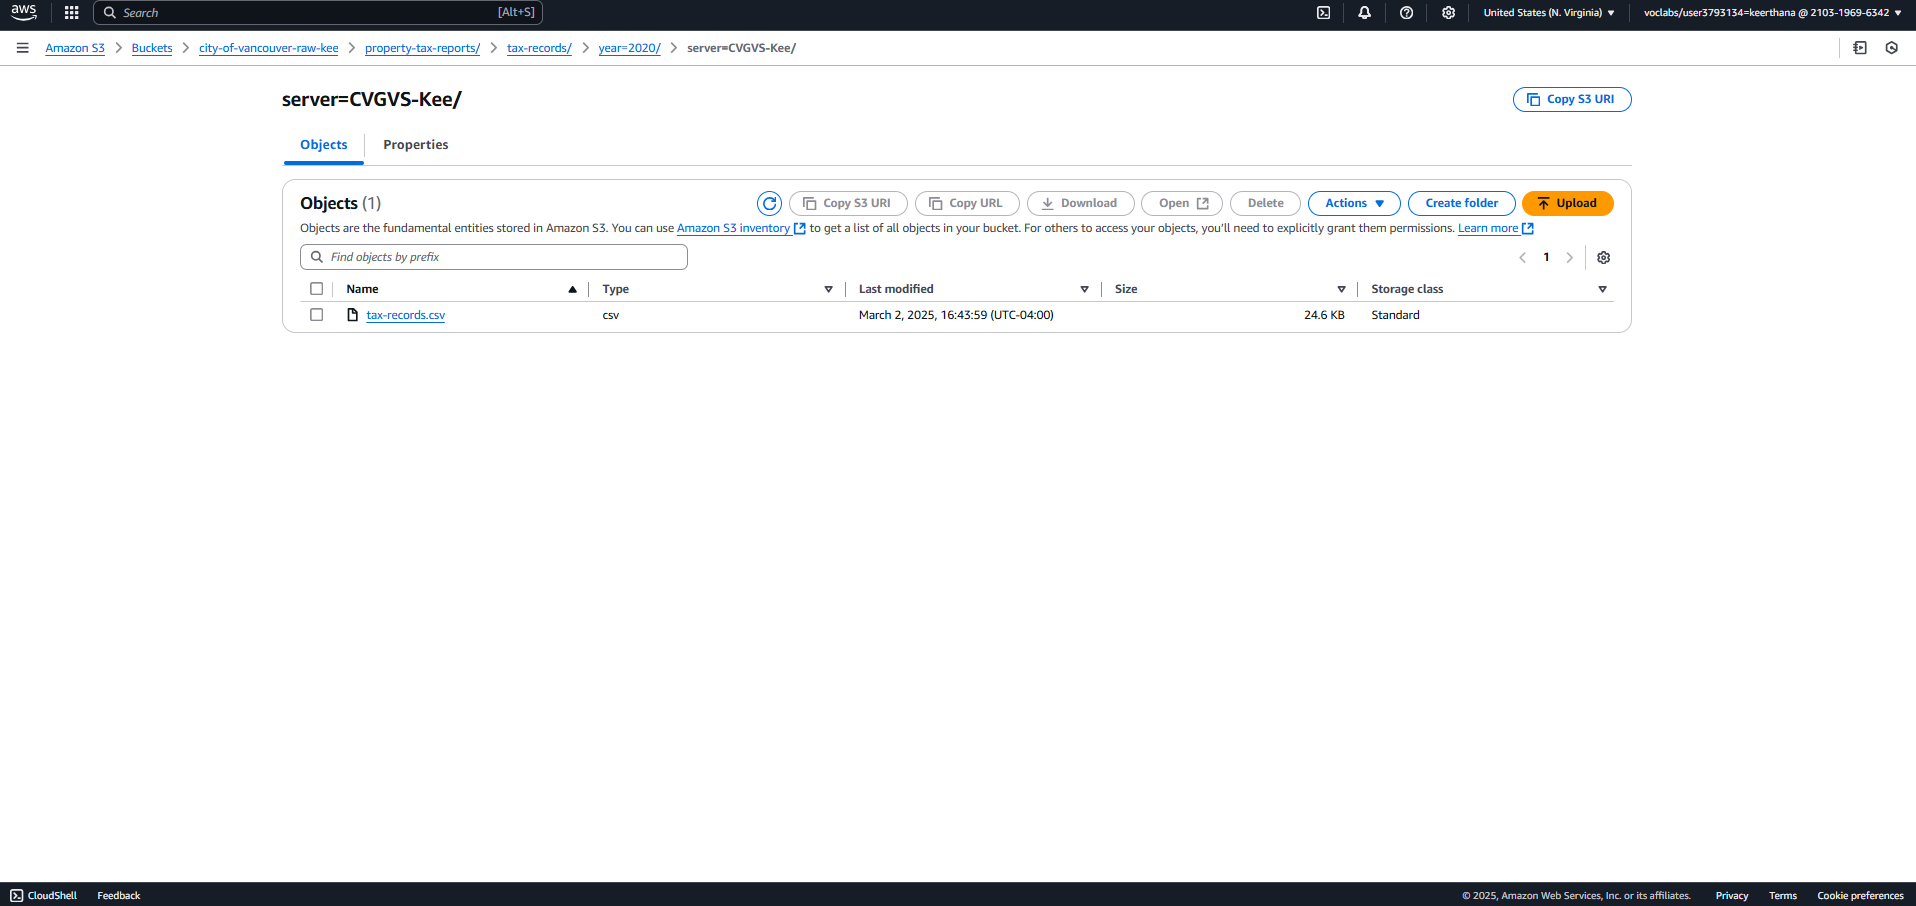 aws Search [Alt+S] United States (N. Virginia) voclabs/user3793134=keerthana @ 2103-1969-6342
Amazon S3 Buckets city-of-vancouver-raw-kee property-tax-reports/ tax-records/ year=2020/ server=CVGVS-Kee/
server=CVGVS-Kee/ Copy S3 URI
Objects Properties
Objects (1) Copy S3 URI Copy URL Download Open Delete Actions Create folder Upload
Objects are the fundamental entities stored in Amazon S3. You can use Amazon S3 inventory to get a list of all objects in your bucket. For others to access your objects, you'll need to explicitly grant them permissions. Learn more
Find objects by prefix 1
Name Type Last modified Size Storage class
tax-records.csv csv March 2, 2025, 16:43:59 (UTC-04:00) 24.6 KB Standard
CloudShell Feedback © 2025, Amazon Web Services, Inc. or its affiliates. Privacy Terms Cookie preferences